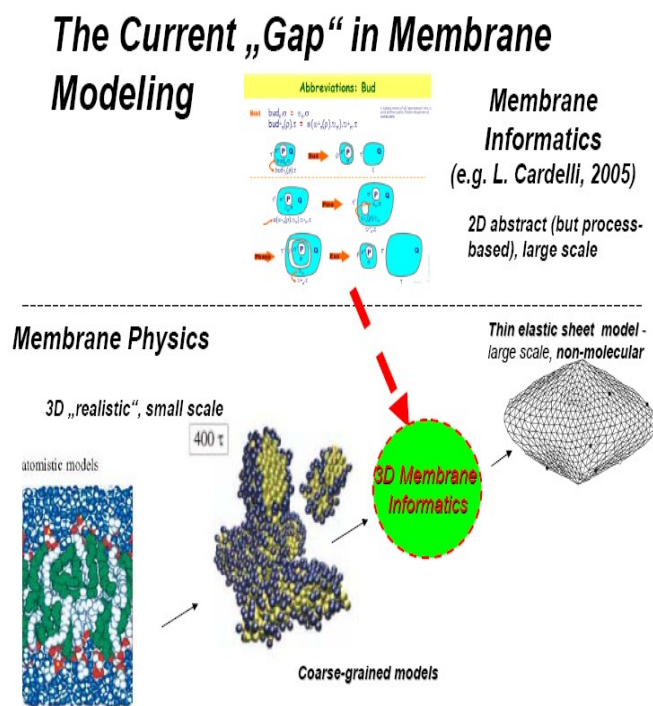 The Current „Gap“ in Membrane
Modeling
Abbreviations: Bud
Membrane
Informatics
(e.g. L. Cardelli, 2005)
2D abstract (but process-
based), large scale
Membrane Physics
Thin elastic sheet model -
large scale, non-molecular
3D „realistic“, small scale
400 τ
atomistic models
3D Membrane
Informatics
Coarse-grained models